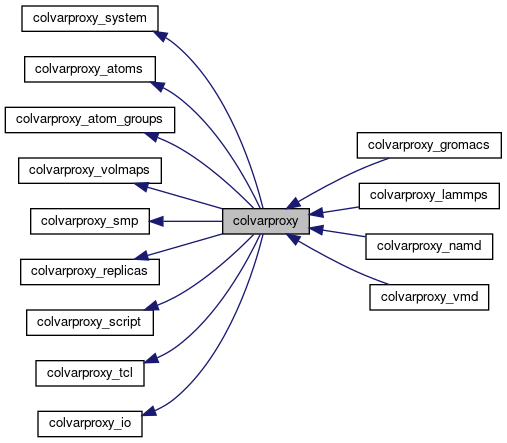 colvarproxy_system
colvarproxy_atoms
colvarproxy_atom_groups
colvarproxy_volmaps
colvarproxy_smp
colvarproxy_replicas
colvarproxy_script
colvarproxy_tcl
colvarproxy_io
colvarproxy
colvarproxy_gromacs
colvarproxy_lammps
colvarproxy_namd
colvarproxy_vmd